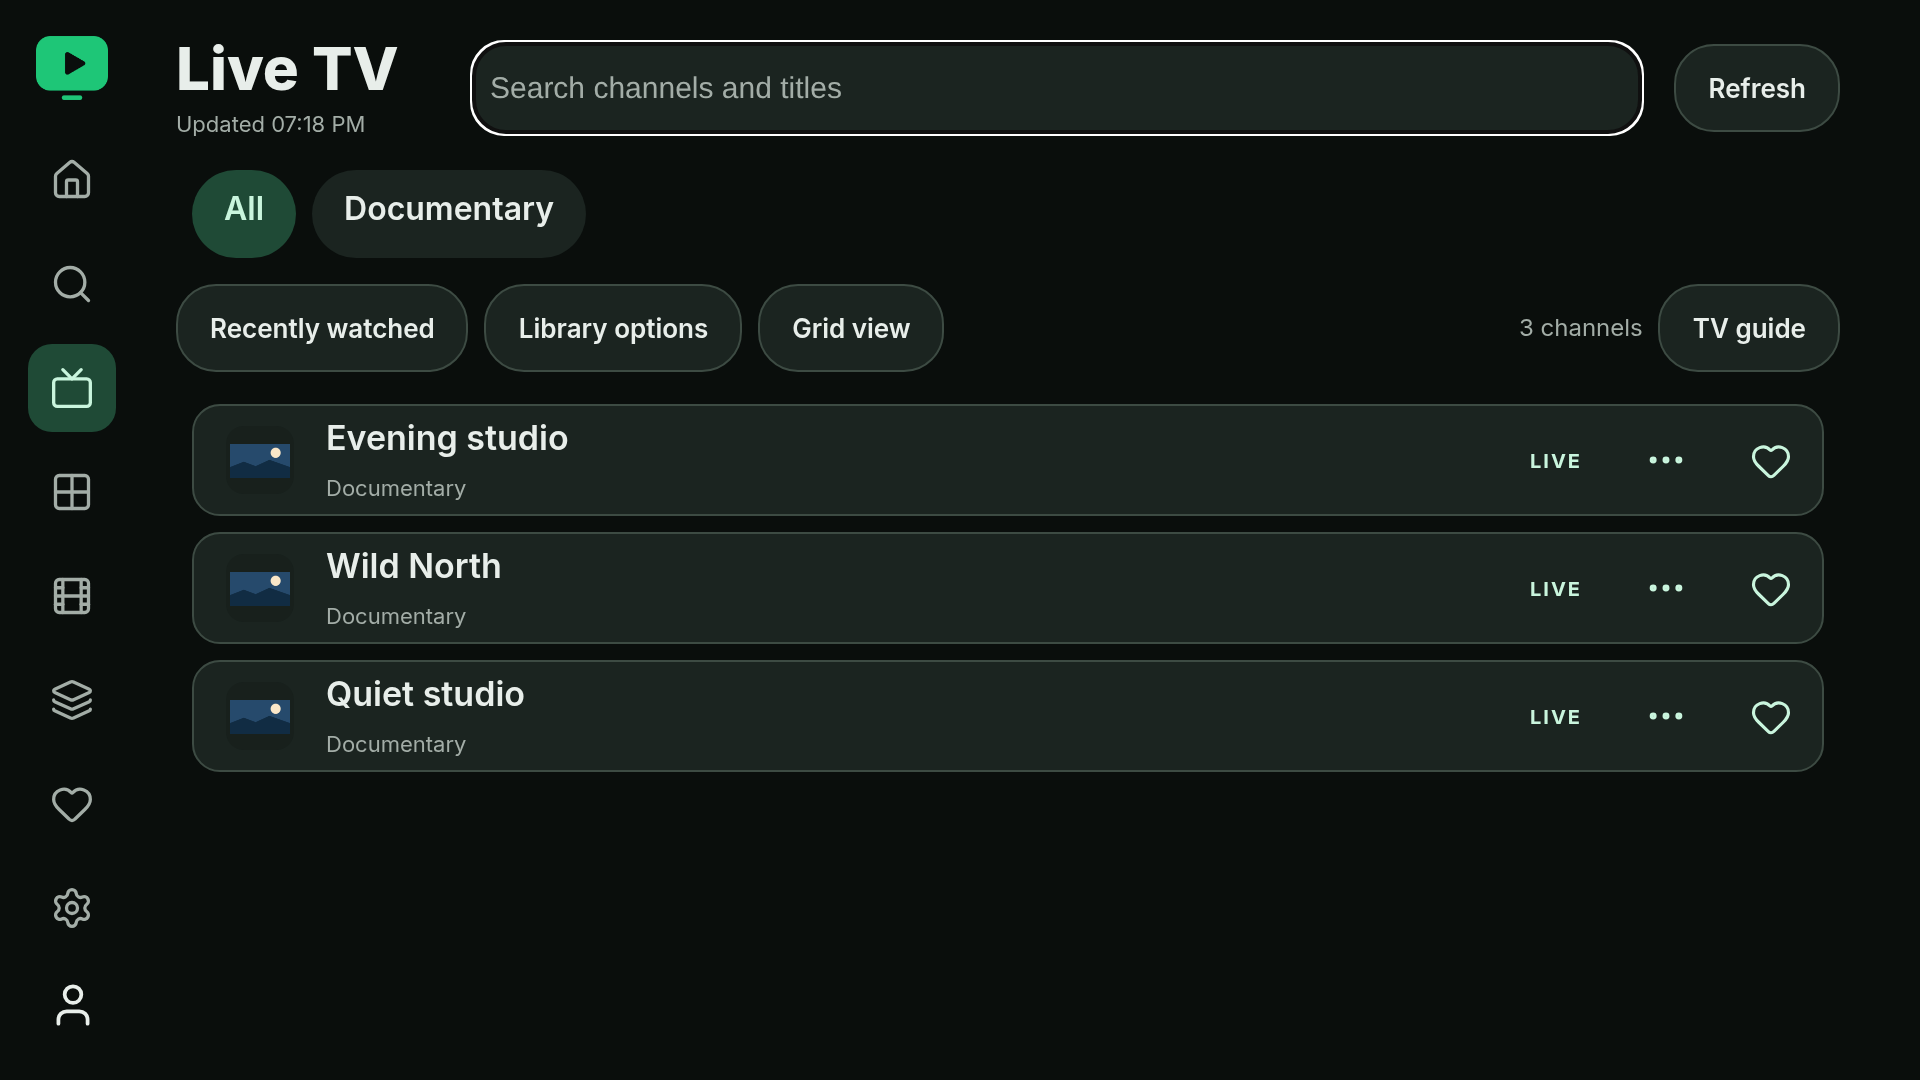 Live TV
Updated 07:18 PM
Search channels and titles
Refresh
All
Documentary
Recently watched
Library options
Grid view
3 channels
TV guide
Evening studio
Documentary
LIVE
Wild North
Documentary
LIVE
Quiet studio
Documentary
LIVE